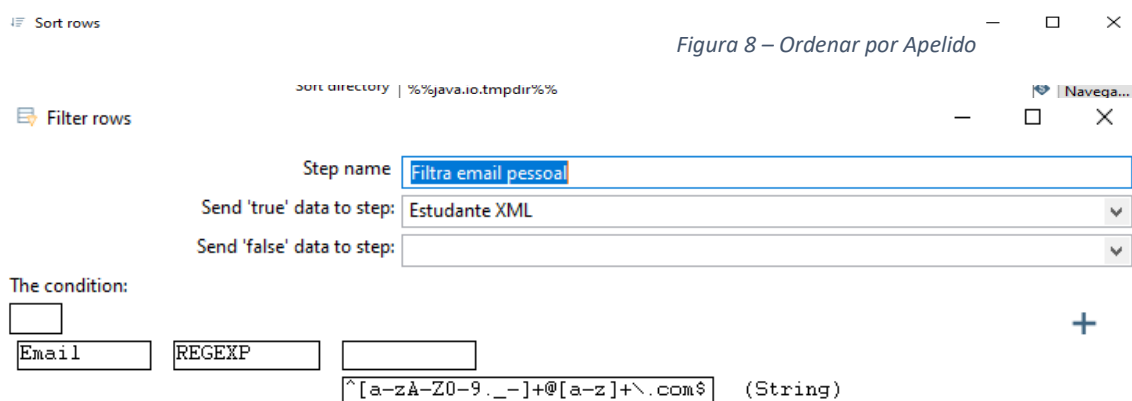 Sort rows
Figura 8 – Ordenar por Apelido
Sort directory %%java.io.tmpdir%% Navega...
Filter rows
Step name Filtra email pessoal
Send 'true' data to step: Estudante XML
Send 'false' data to step:
The condition:
Email REGEXP
^[a-zA-Z0-9._-]+@[a-z]+\.com$ (String)